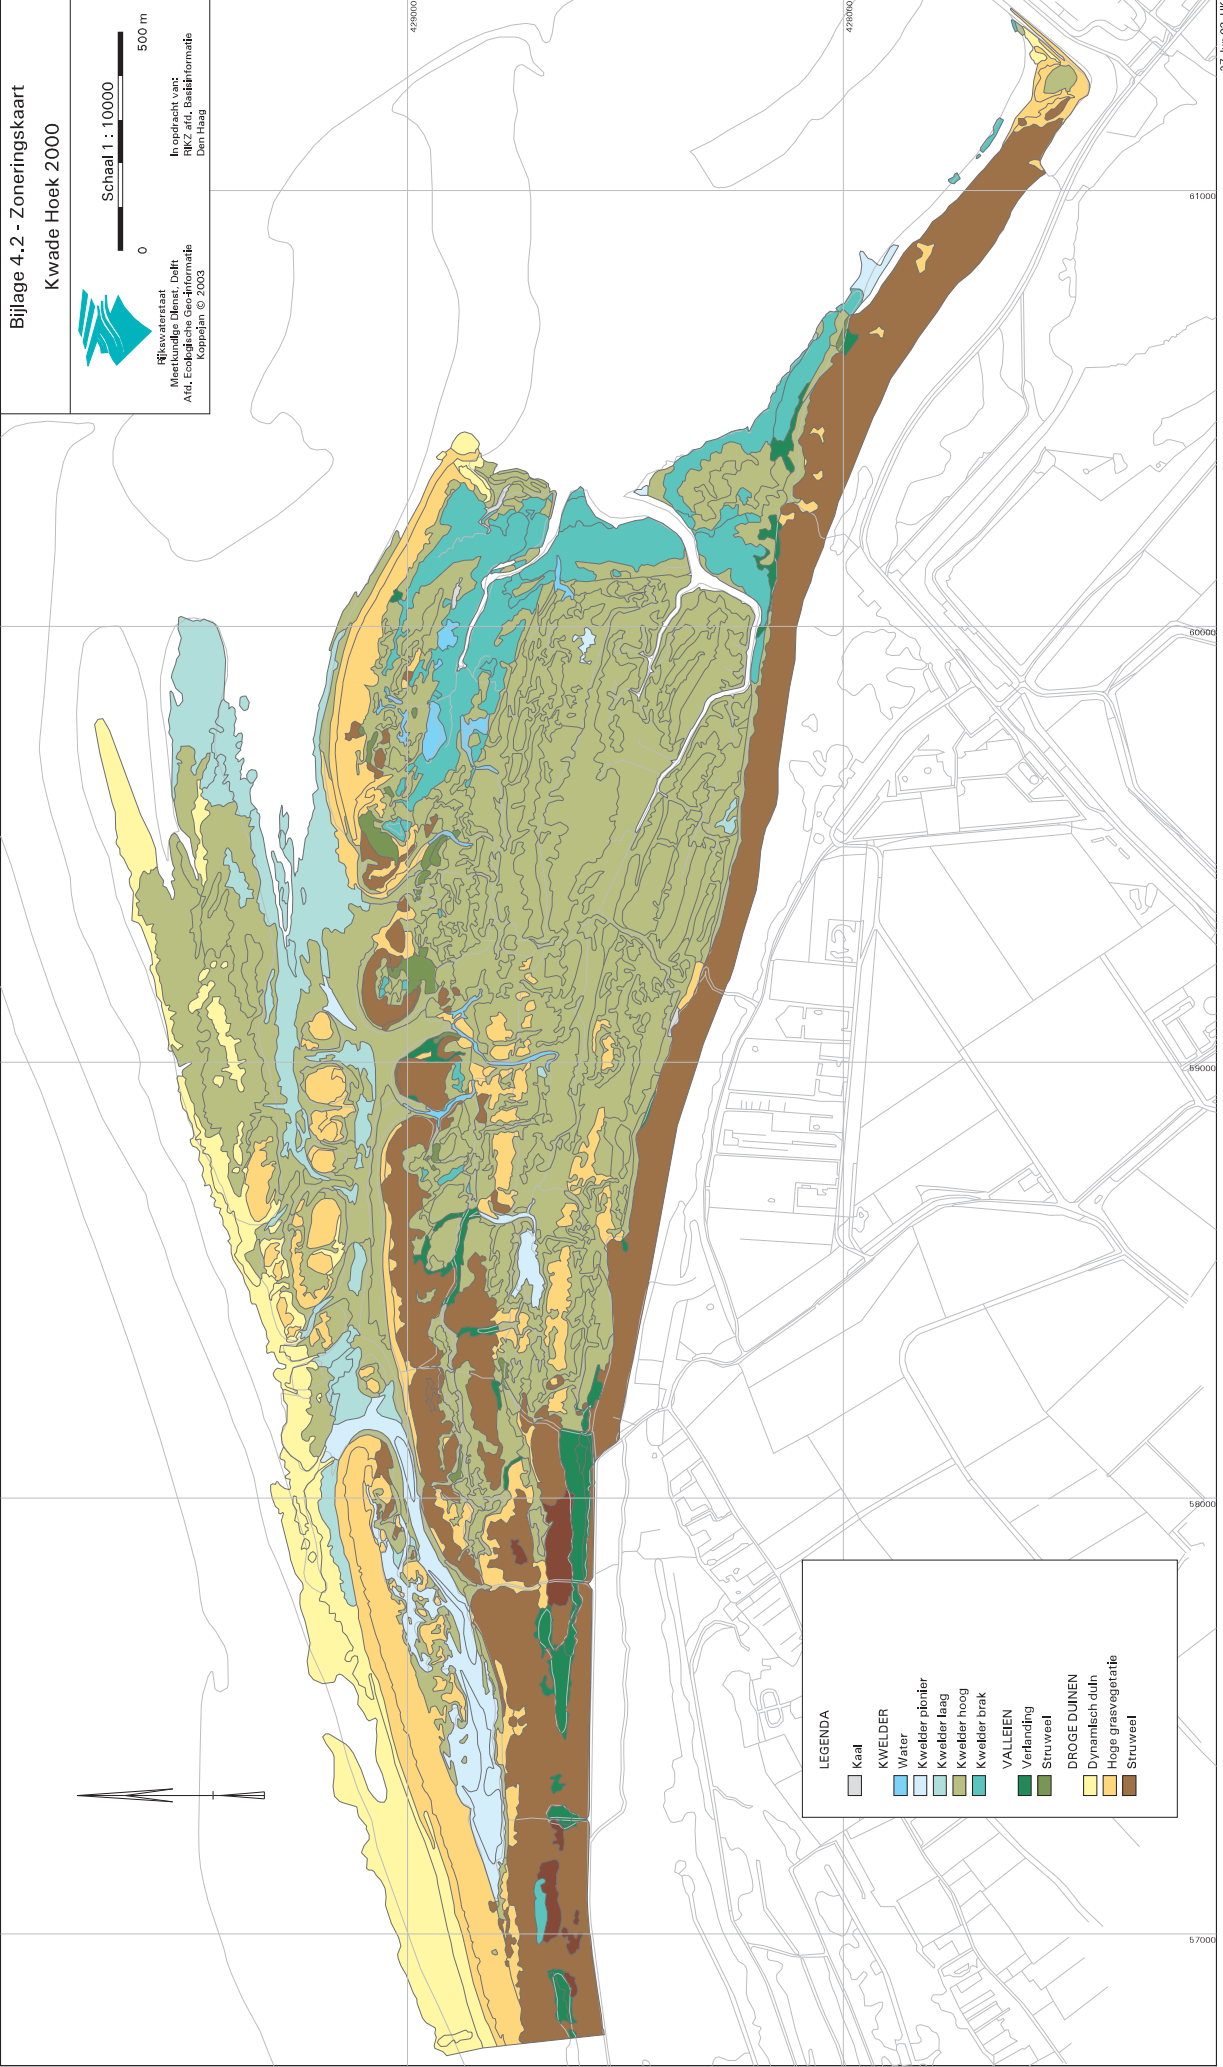 Bijlage 4.2 - Zoneringskaart
Kwade Hoek 2000
Schaal 1 : 10000
0
500 m
Rijkswaterstaat
Meetkundige Dienst, Delft
Afd. Ecologische Geo-informatie
Koppejan © 2003
In opdracht van:
RIKZ afd. Basisinformatie
Den Haag
429000
428000
61000
60000
59000
58000
57000
LEGENDA
Kaal
KWELDER
Water
Kwelder pionier
Kwelder laag
Kwelder hoog
Kwelder brak
VALLEIEN
Verlanding
Struweel
DROGE DUINEN
Dynamisch duin
Hoge grasvegetatie
Struweel